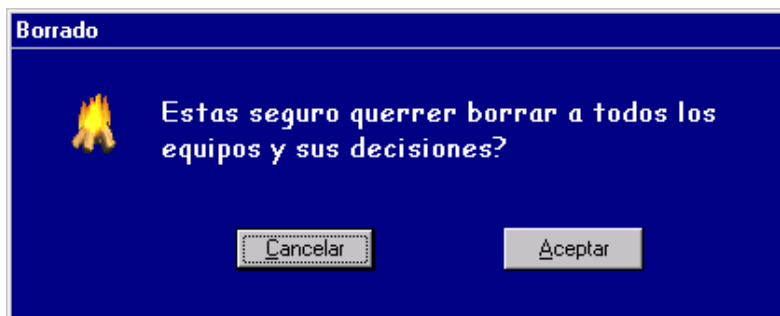 Borrado
Estas seguro querrer borrar a todos los
equipos y sus decisiones?
Cancelar
Aceptar